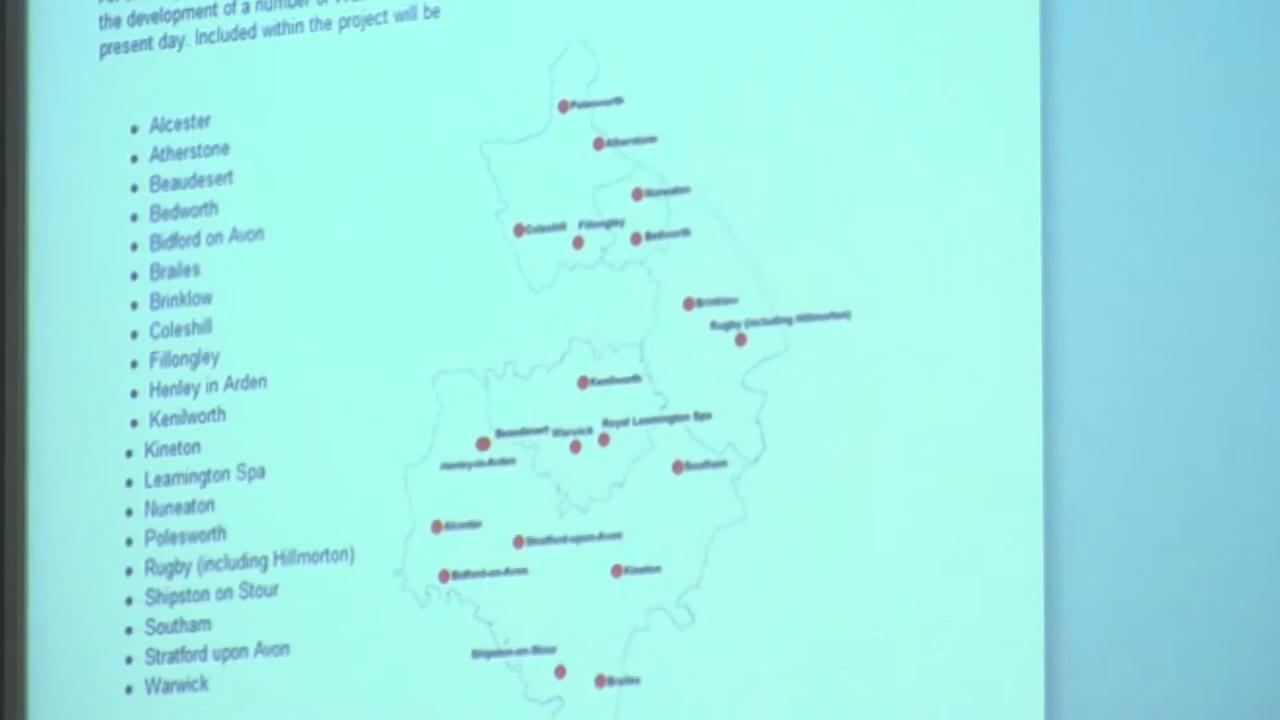 the development of a number of
present day. Included within the project will be
• Alcester
• Atherstone
• Beaudesert
• Bedworth
• Bidford on Avon
• Brailes
• Brinklow
• Coleshill
• Fillongley
• Henley in Arden
• Kenilworth
• Kineton
• Leamington Spa
• Nuneaton
• Polesworth
• Rugby (including Hillmorton)
• Shipston on Stour
• Southam
• Stratford upon Avon
• Warwick
Polesworth
Atherstone
Nuneaton
Coleshill
Fillongley
Bedworth
Brinklow
Rugby (including Hillmorton)
Kenilworth
Royal Leamington Spa
Beaudesert
Warwick
Henley-in-Arden
Southam
Alcester
Stratford-upon-Avon
Bidford-on-Avon
Kineton
Shipston-on-Stour
Brailes